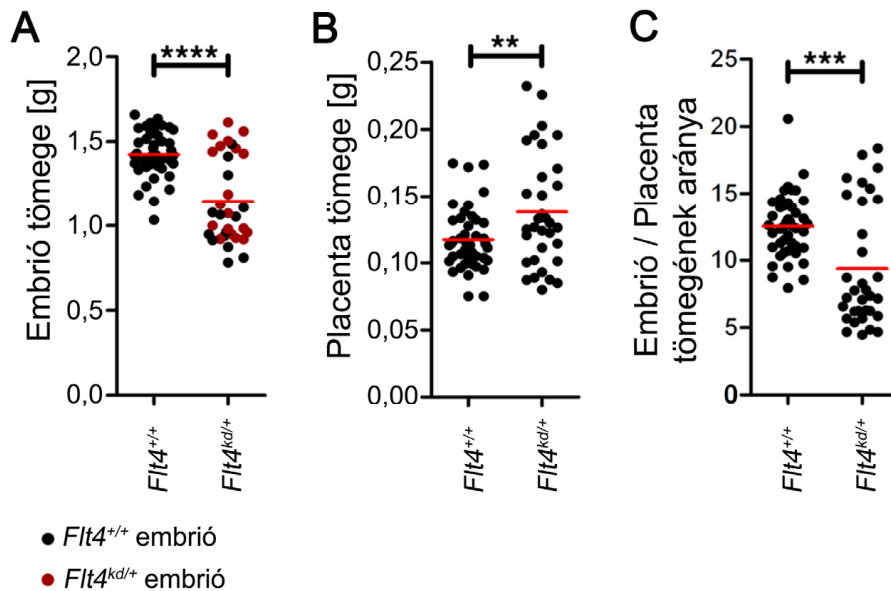 A
Embrió tömege [g]
2,0
1,5
1,0
0,5
0,0
****
Flt4+/+
Flt4kd/+
B
Placenta tömege [g]
0,25
0,20
0,15
0,10
0,05
0,00
**
Flt4+/+
Flt4kd/+
C
Embrió / Placenta
tömegének aránya
25
20
15
10
5
0
***
Flt4+/+
Flt4kd/+
Flt4+/+ embrió
Flt4kd/+ embrió